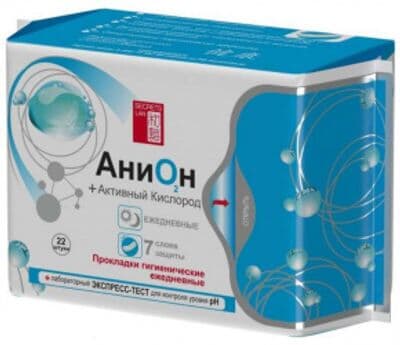 SECRETS
LAN
АниОн
2
+ Активный Кислород
ЕЖЕДНЕВНЫЕ
22
штуки
7 слоев
защиты
ОТКРЫТЬ
Прокладки гигиенические
ежедневные
+ лабораторный ЭКСПРЕСС-ТЕСТ для контроля уровня pH